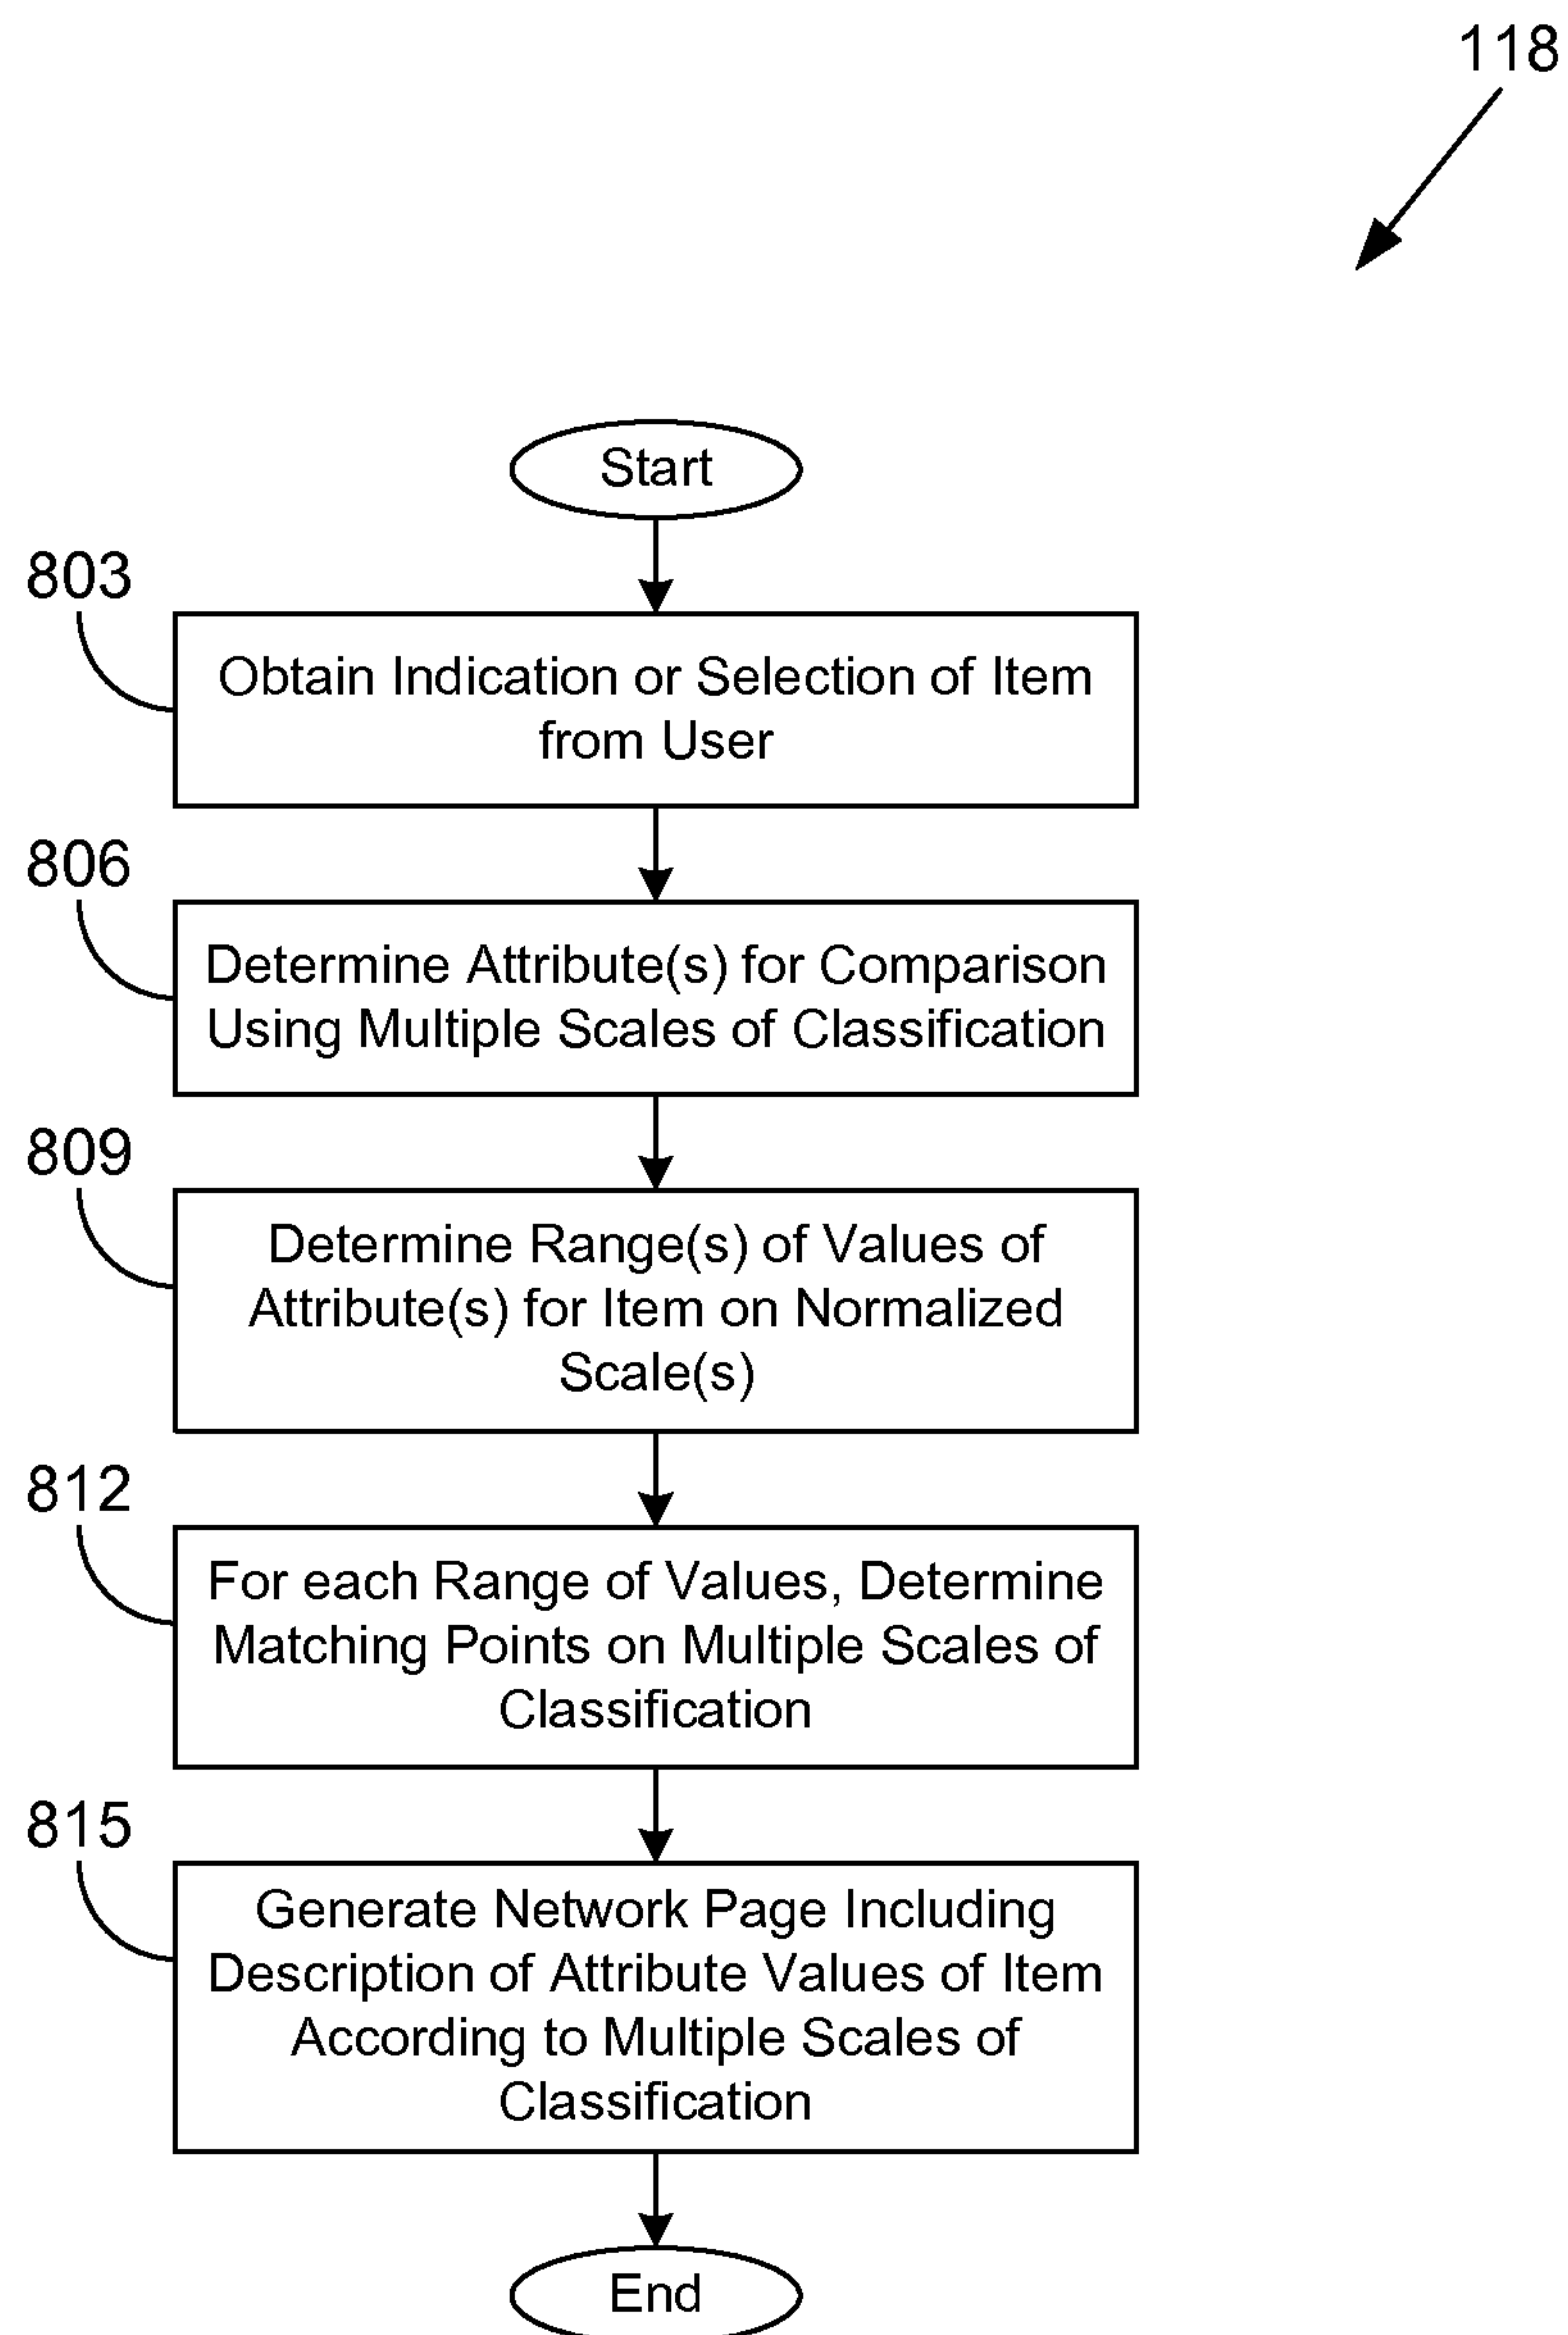 118
Start
803
Obtain Indication or Selection of Item
from User
806
Determine Attribute(s) for Comparison
Using Multiple Scales of Classification
809
Determine Range(s) of Values of
Attribute(s) for Item on Normalized
Scale(s)
812
For each Range of Values, Determine
Matching Points on Multiple Scales of
Classification
815
Generate Network Page Including
Description of Attribute Values of Item
According to Multiple Scales of
Classification
End